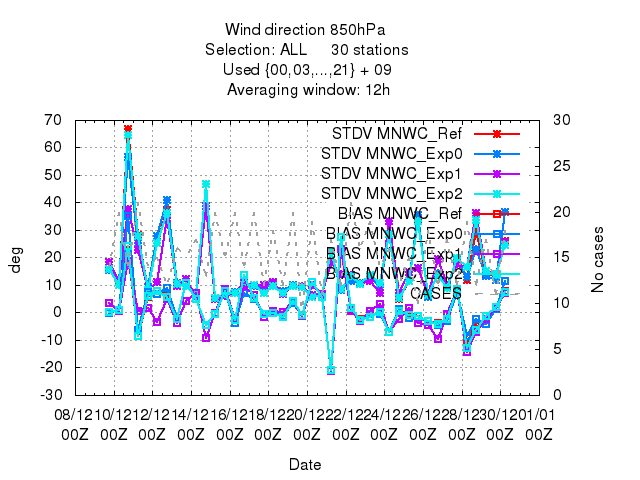 Wind direction 850hPa
Selection: ALL 30 stations
Used {00,03,...,21} + 09
Averaging window: 12h
70
60
50
40
30
20
10
0
-10
-20
-30
deg
30
25
20
15
10
5
0
No cases
STDV MNWC_Ref
STDV MNWC_Exp0
STDV MNWC_Exp1
STDV MNWC_Exp2
BIAS MNWC_Ref
BIAS MNWC_Exp0
BIAS MNWC_Exp1
BIAS MNWC_Exp2
CASES
08/12 10/12 12/12 14/12 16/12 18/12 20/12 22/12 24/12 26/12 28/12 30/12 01/01
00Z 00Z 00Z 00Z 00Z 00Z 00Z 00Z 00Z 00Z 00Z 00Z 00Z
Date